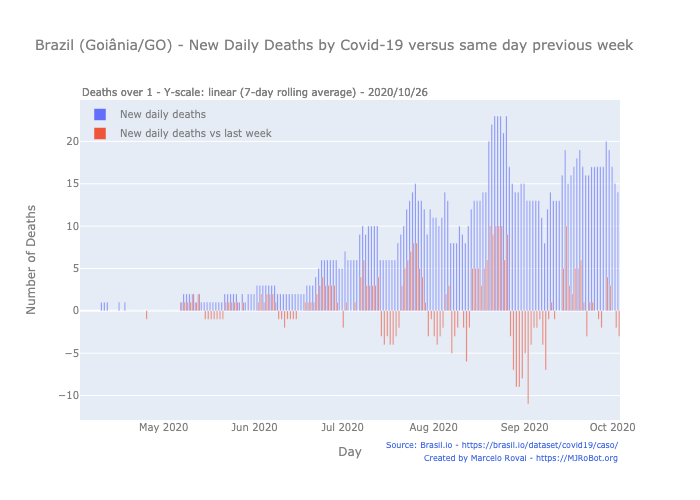 Brazil (Goiânia/GO) - New Daily Deaths by Covid-19 versus same day previous week
Deaths over 1 - Y-scale: linear (7-day rolling average) - 2020/10/26
New daily deaths
New daily deaths vs last week
20
15
10
5
0
−5
−10
Number of Deaths
May 2020
Jun 2020
Jul 2020
Aug 2020
Sep 2020
Oct 2020
Day
Source: Brasil.io - https://brasil.io/dataset/covid19/caso/
Created by Marcelo Rovai - https://MJRoBot.org